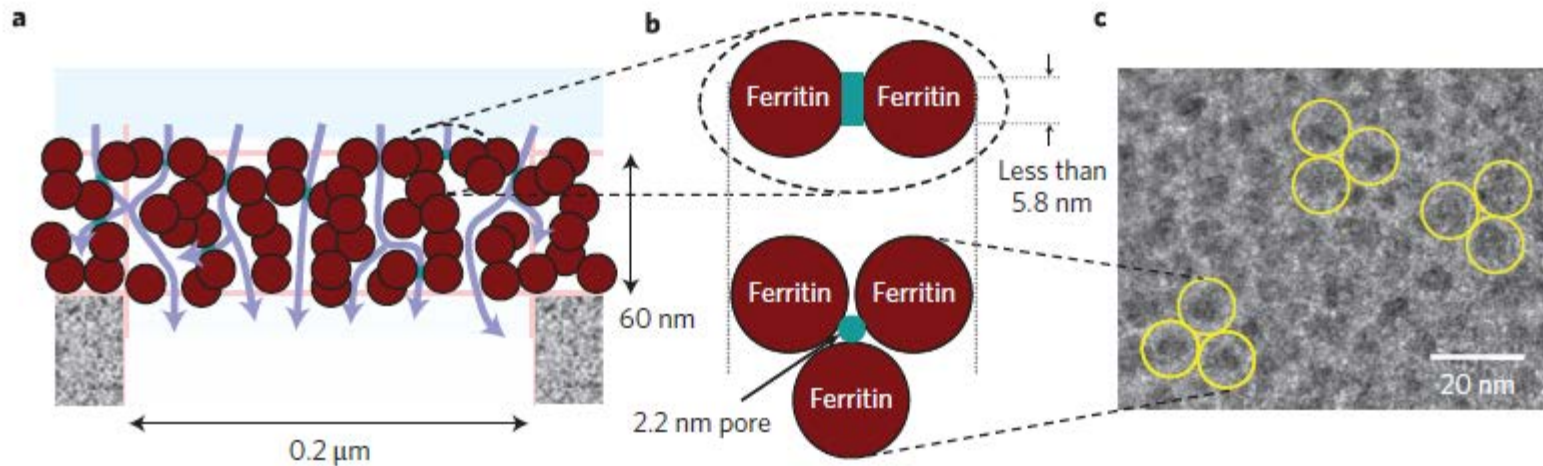 a
60 nm
0.2 μm
b
Ferritin Ferritin
Less than
5.8 nm
Ferritin Ferritin
Ferritin
2.2 nm pore
c
20 nm